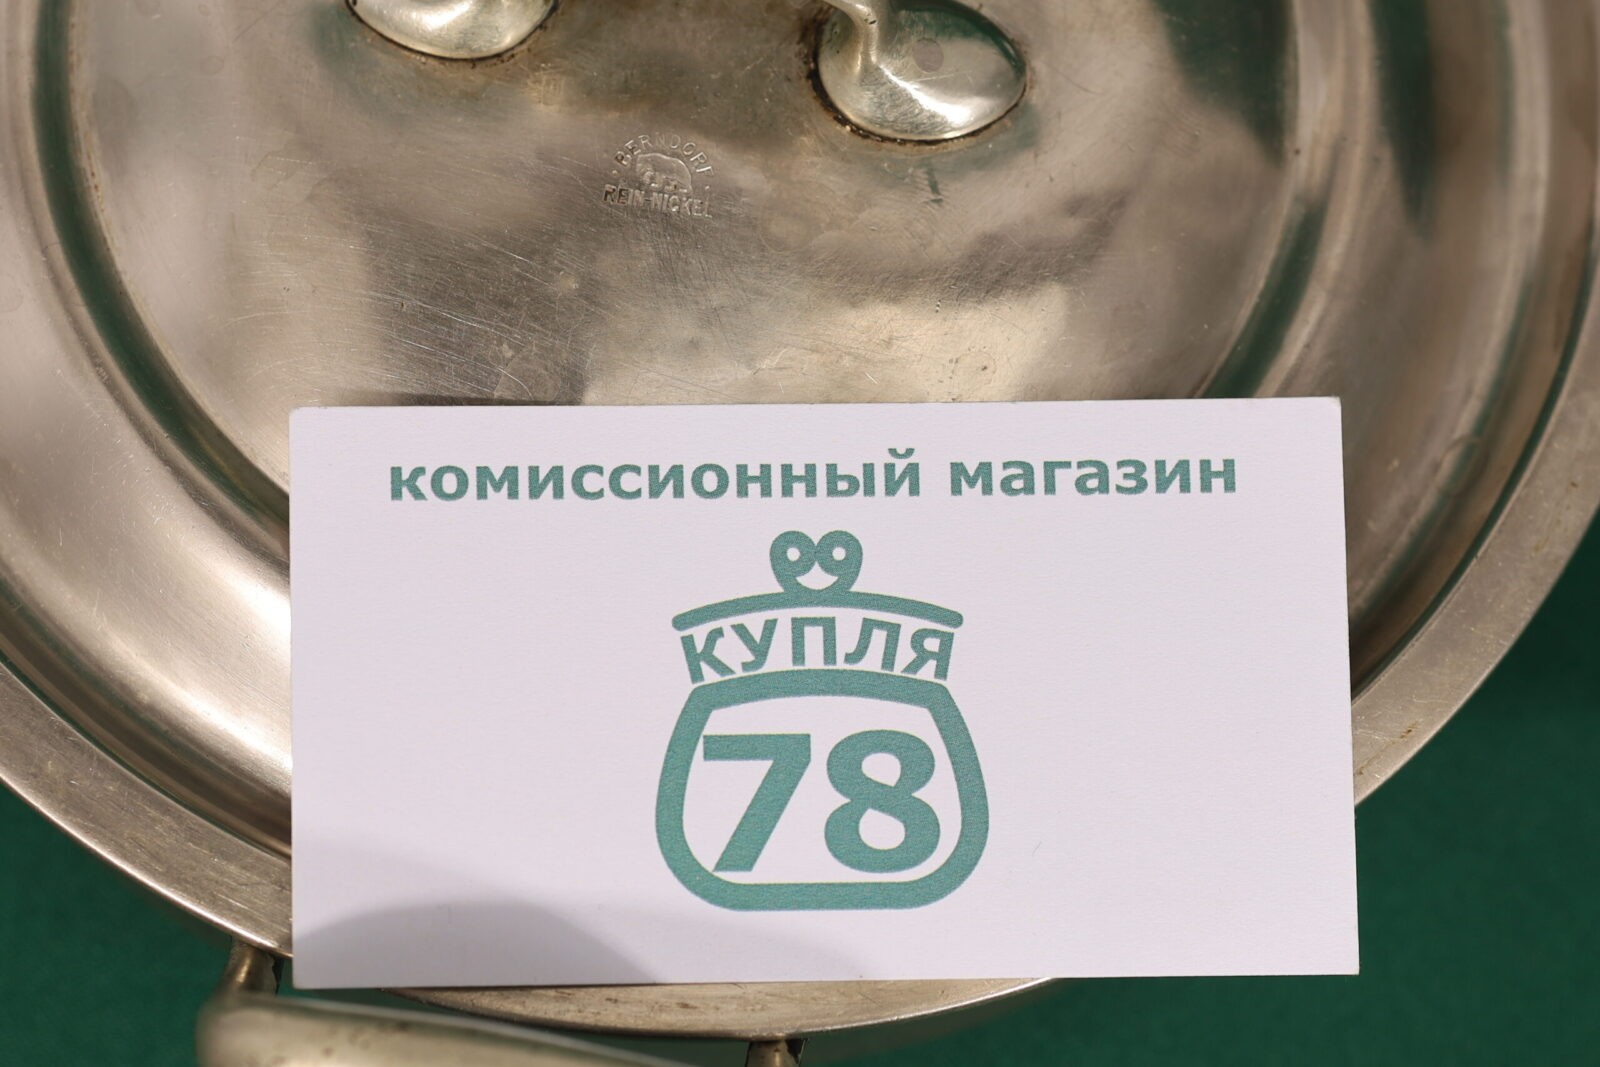 BERNDORF
REIN-NICKEL
комиссионный магазин
КУПЛЯ
78